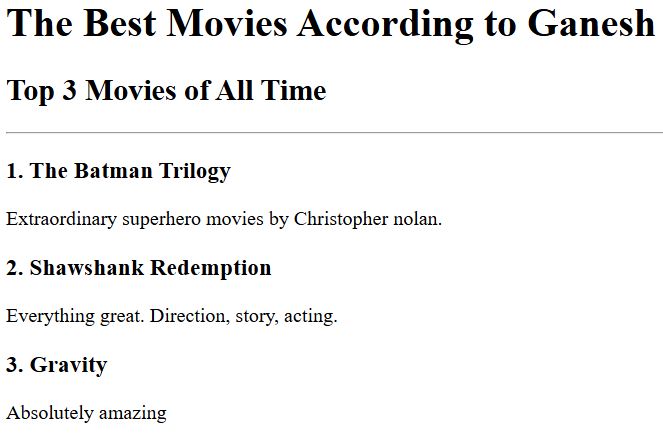 The Best Movies According to Ganesh
Top 3 Movies of All Time
1. The Batman Trilogy
Extraordinary superhero movies by Christopher nolan.
2. Shawshank Redemption
Everything great. Direction, story, acting.
3. Gravity
Absolutely amazing